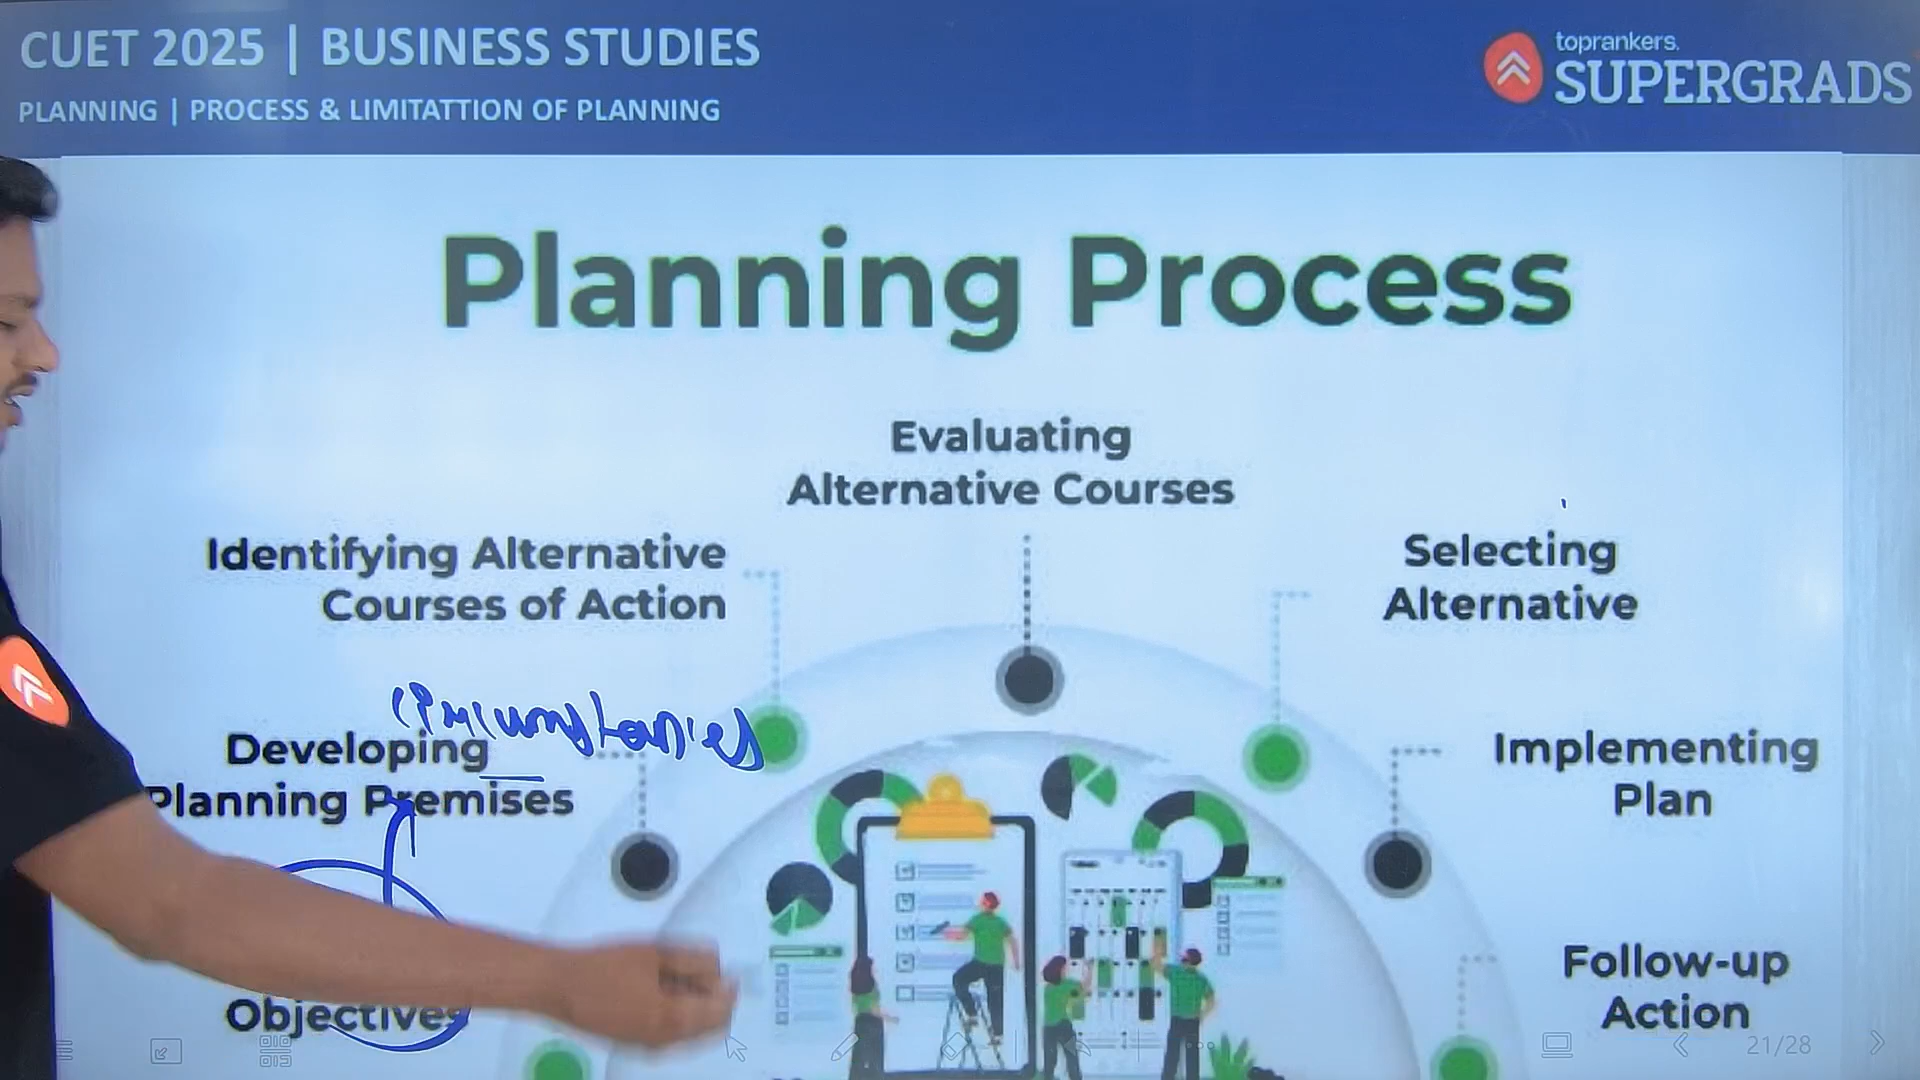 CUET 2025 | BUSINESS STUDIES
PLANNING | PROCESS & LIMITATTION OF PLANNING
toprankers.
SUPERGRADS
Planning Process
Evaluating
Alternative Courses
Identifying Alternative
Courses of Action
Selecting
Alternative
Developing
Planning Premises
Implementing
Plan
Objectives
Follow-up
Action
21/28